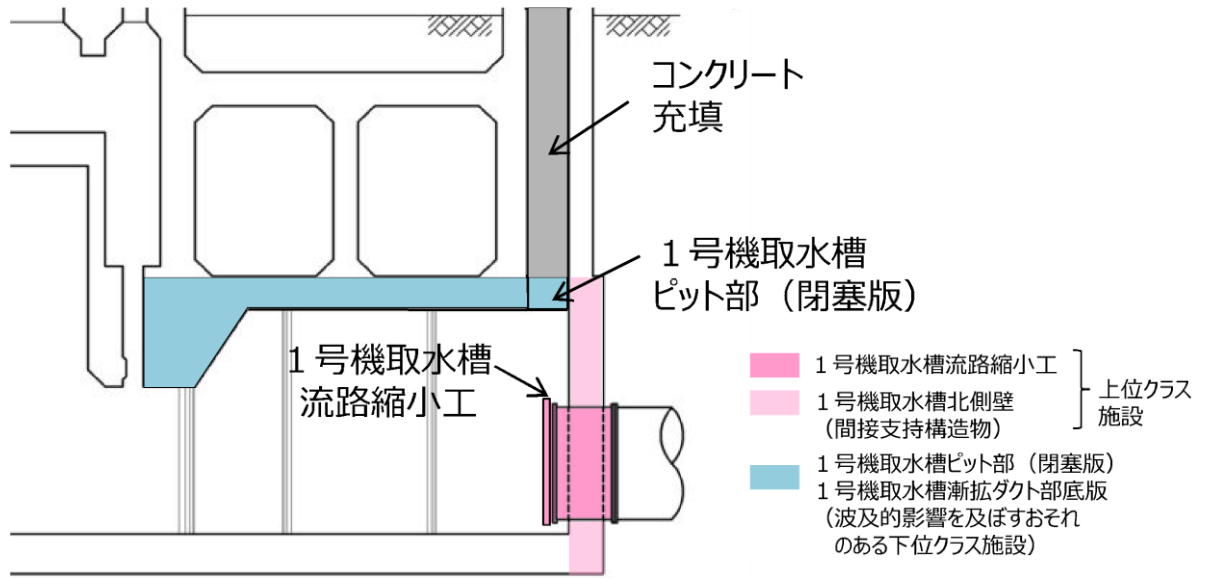 コンクリート
充填
１号機取水槽
ピット部（閉塞版）
１号機取水槽
流路縮小工
１号機取水槽流路縮小工
１号機取水槽北側壁
（間接支持構造物）
上位クラス
施設
１号機取水槽ピット部（閉塞版）
１号機取水槽漸拡ダクト部底版
（波及的影響を及ぼすおそれ
のある下位クラス施設）